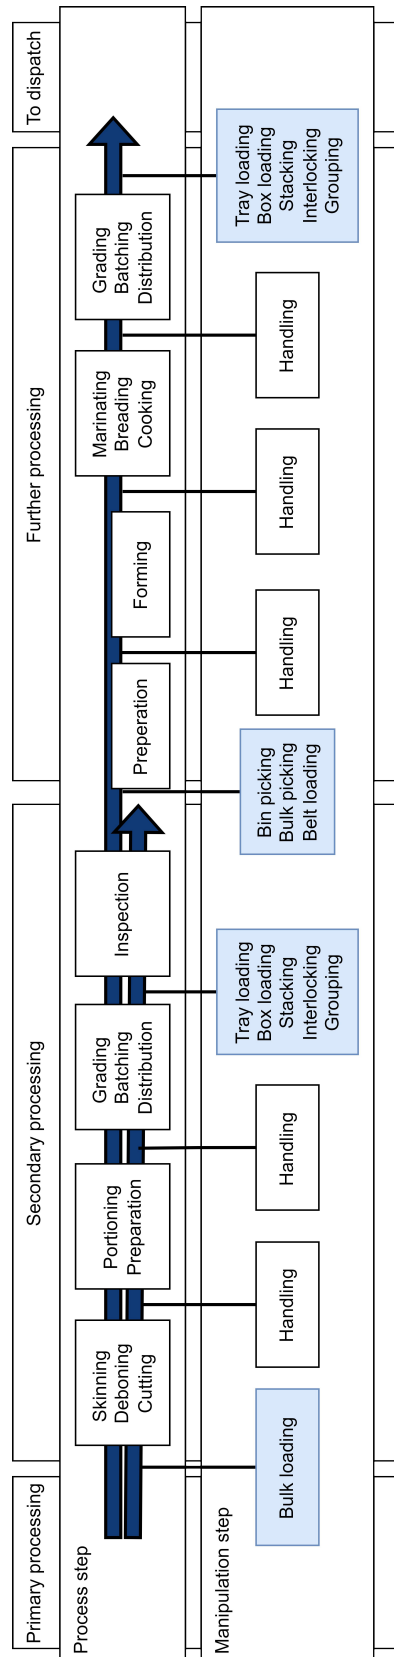 Primary processing
Secondary processing
Further processing
To dispatch
Process step
Skinning
Deboning
Cutting
Portioning
Preparation
Grading
Batching
Distribution
Inspection
Preperation
Forming
Marinating
Breading
Cooking
Grading
Batching
Distribution
Manipulation step
Bulk loading
Handling
Handling
Tray loading
Box loading
Stacking
Interlocking
Grouping
Bin picking
Bulk picking
Belt loading
Handling
Handling
Handling
Tray loading
Box loading
Stacking
Interlocking
Grouping